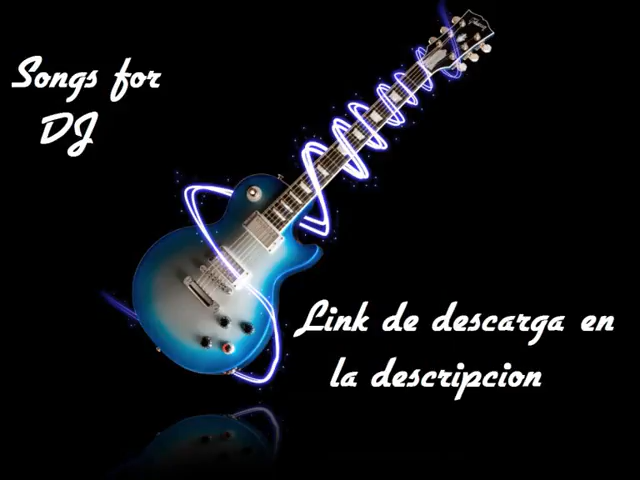 Songs for
DJ
Link de descarga en
la descripcion